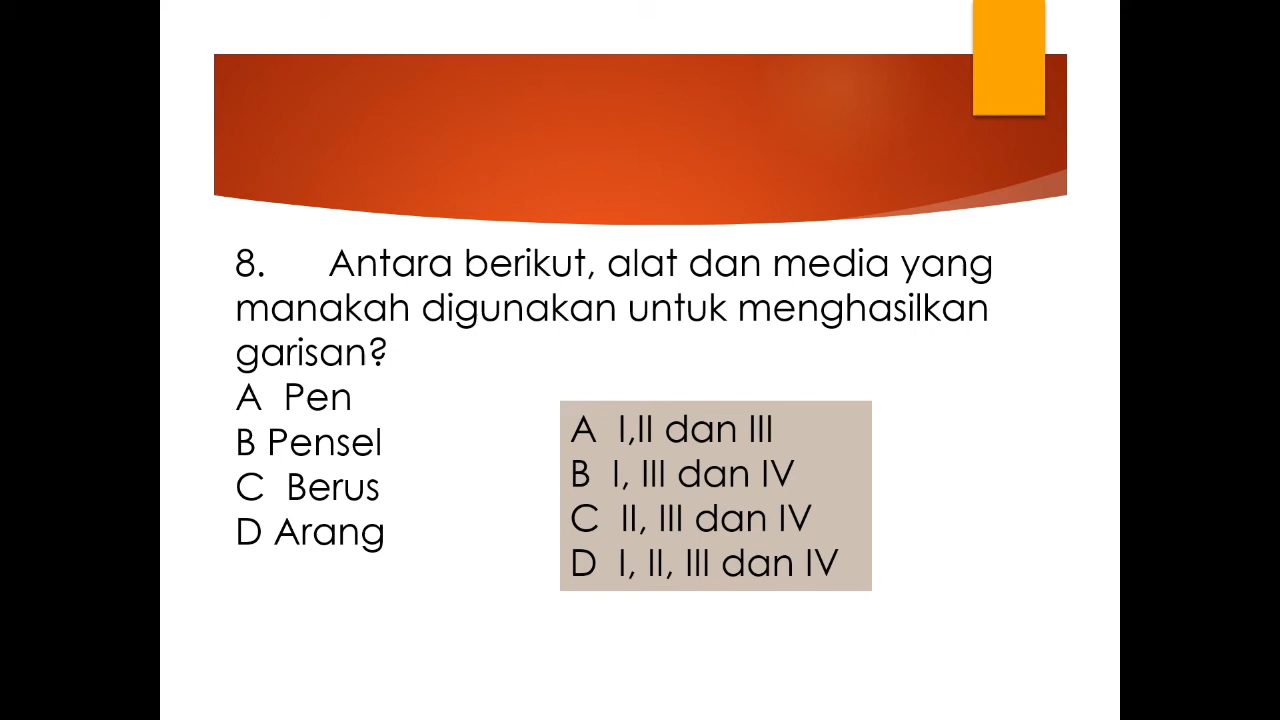 8. Antara berikut, alat dan media yang
manakah digunakan untuk menghasilkan
garisan?
A Pen
B Pensel
C Berus
D Arang
A I,II dan III
B I, III dan IV
C II, III dan IV
D I, II, III dan IV